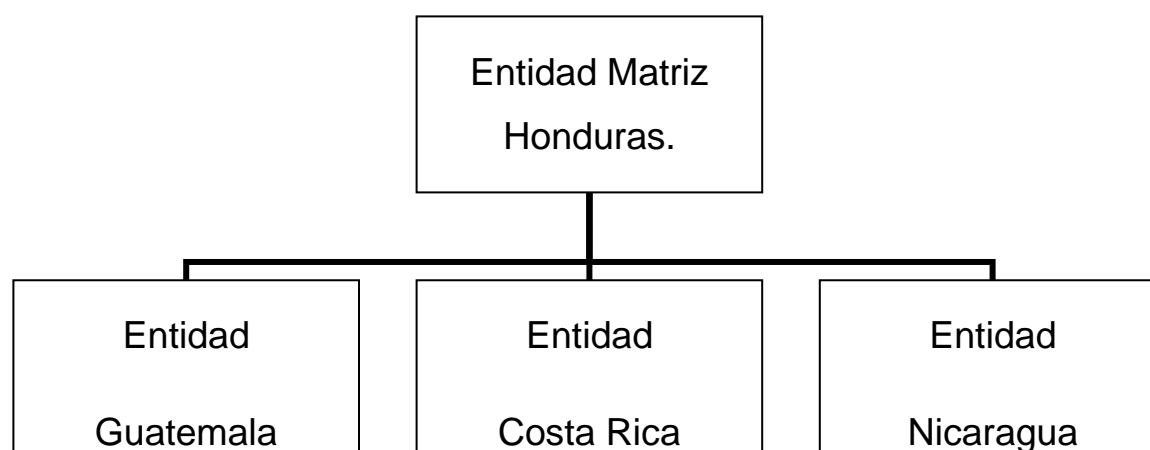 Entidad Matriz
Honduras.
Entidad
Guatemala
Entidad
Costa Rica
Entidad
Nicaragua